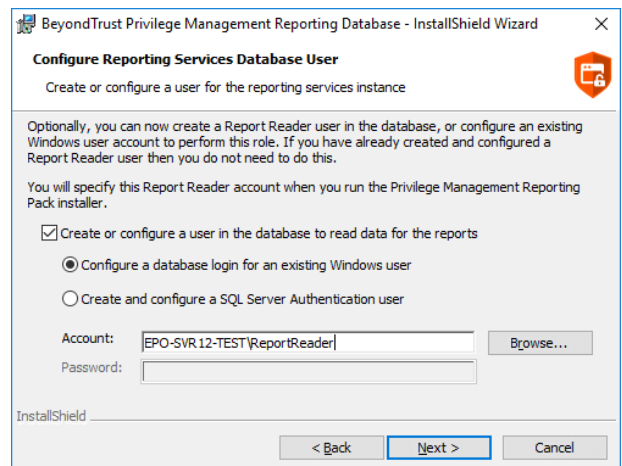 BeyondTrust Privilege Management Reporting Database - InstallShield Wizard
Configure Reporting Services Database User
Create or configure a user for the reporting services instance
Optionally, you can now create a Report Reader user in the database, or configure an existing
Windows user account to perform this role. If you have already created and configured a
Report Reader user then you do not need to do this.
You will specify this Report Reader account when you run the Privilege Management Reporting
Pack installer.
Create or configure a user in the database to read data for the reports
Configure a database login for an existing Windows user
Create and configure a SQL Server Authentication user
Account: EPO-SVR12-TEST\ReportReader Browse...
Password:
InstallShield
< Back Next > Cancel